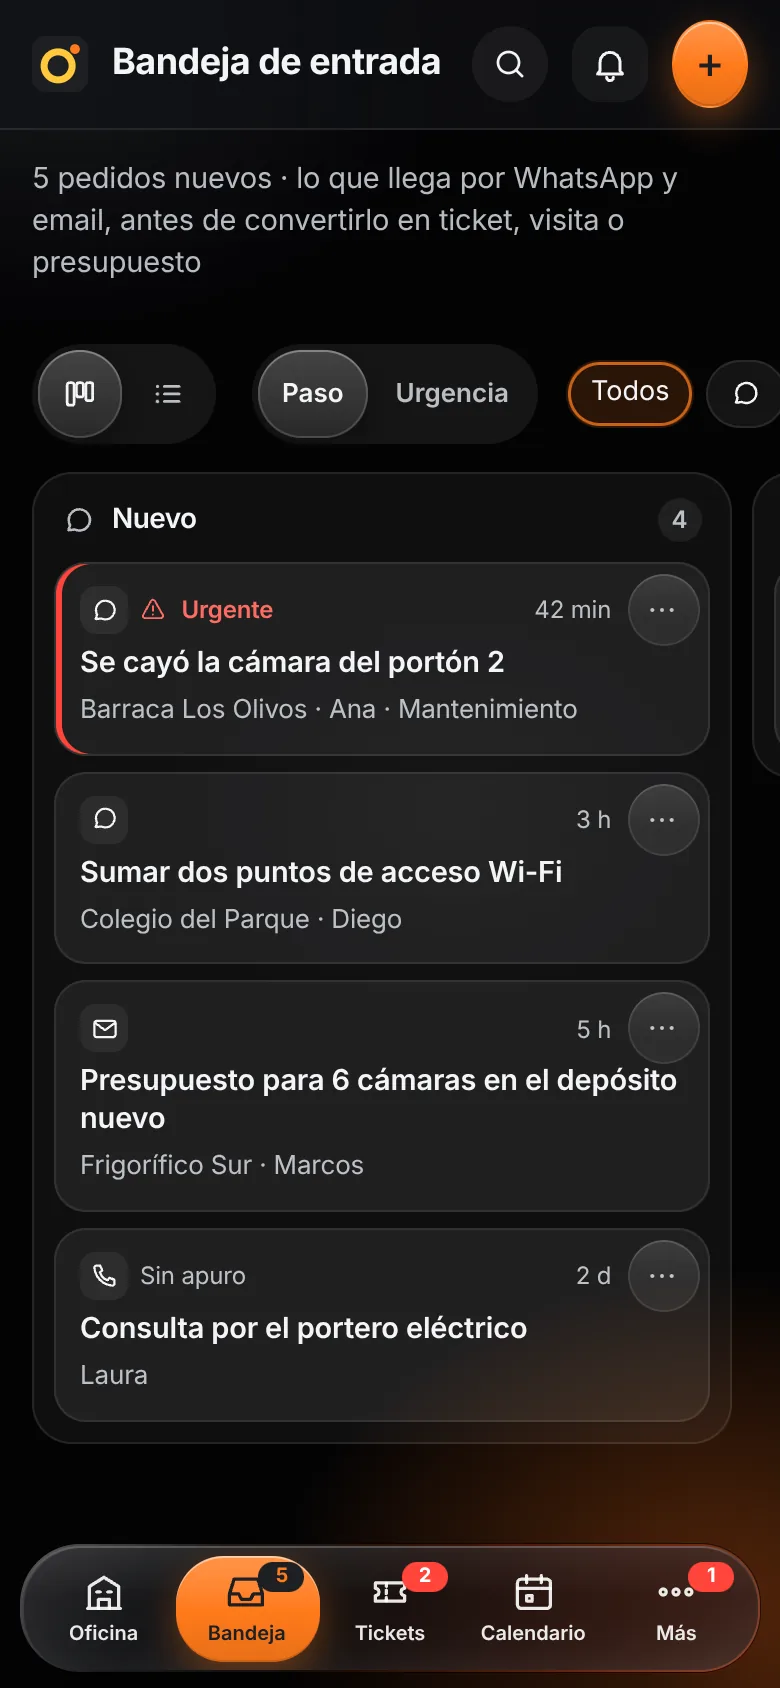 Bandeja de entrada
5 pedidos nuevos · lo que llega por WhatsApp y
email, antes de convertirlo en ticket, visita o
presupuesto
Paso Urgencia Todos
Nuevo 4
Urgente 42 min
Se cayó la cámara del portón 2
Barraca Los Olivos · Ana · Mantenimiento
3 h
Sumar dos puntos de acceso Wi-Fi
Colegio del Parque · Diego
5 h
Presupuesto para 6 cámaras en el depósito
nuevo
Frigorífico Sur · Marcos
Sin apuro 2 d
Consulta por el portero eléctrico
Laura
5 2 1
Oficina Bandeja Tickets Calendario Más